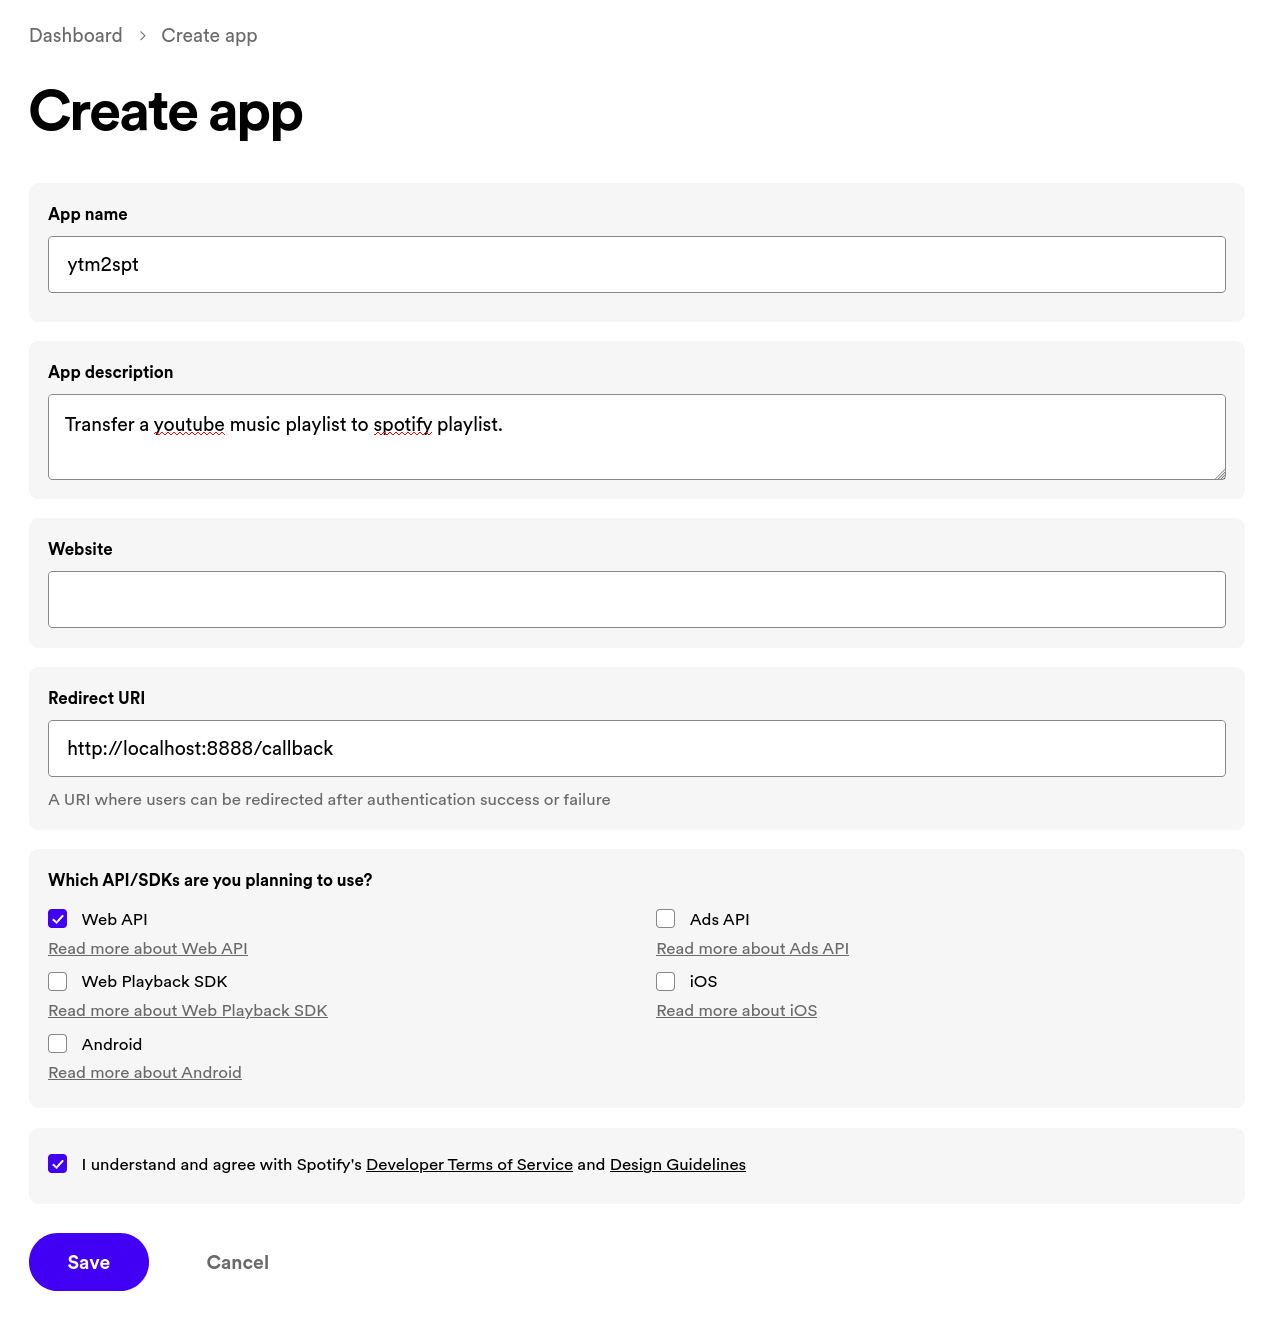 Dashboard > Create app
Create app
App name
ytm2spt
App description
Transfer a youtube music playlist to spotify playlist.
Website
Redirect URI
http://localhost:8888/callback
A URI where users can be redirected after authentication success or failure
Which API/SDKs are you planning to use?
Web API
Read more about Web API
Ads API
Read more about Ads API
Web Playback SDK
Read more about Web Playback SDK
iOS
Read more about iOS
Android
Read more about Android
I understand and agree with Spotify's Developer Terms of Service and Design Guidelines
Save Cancel